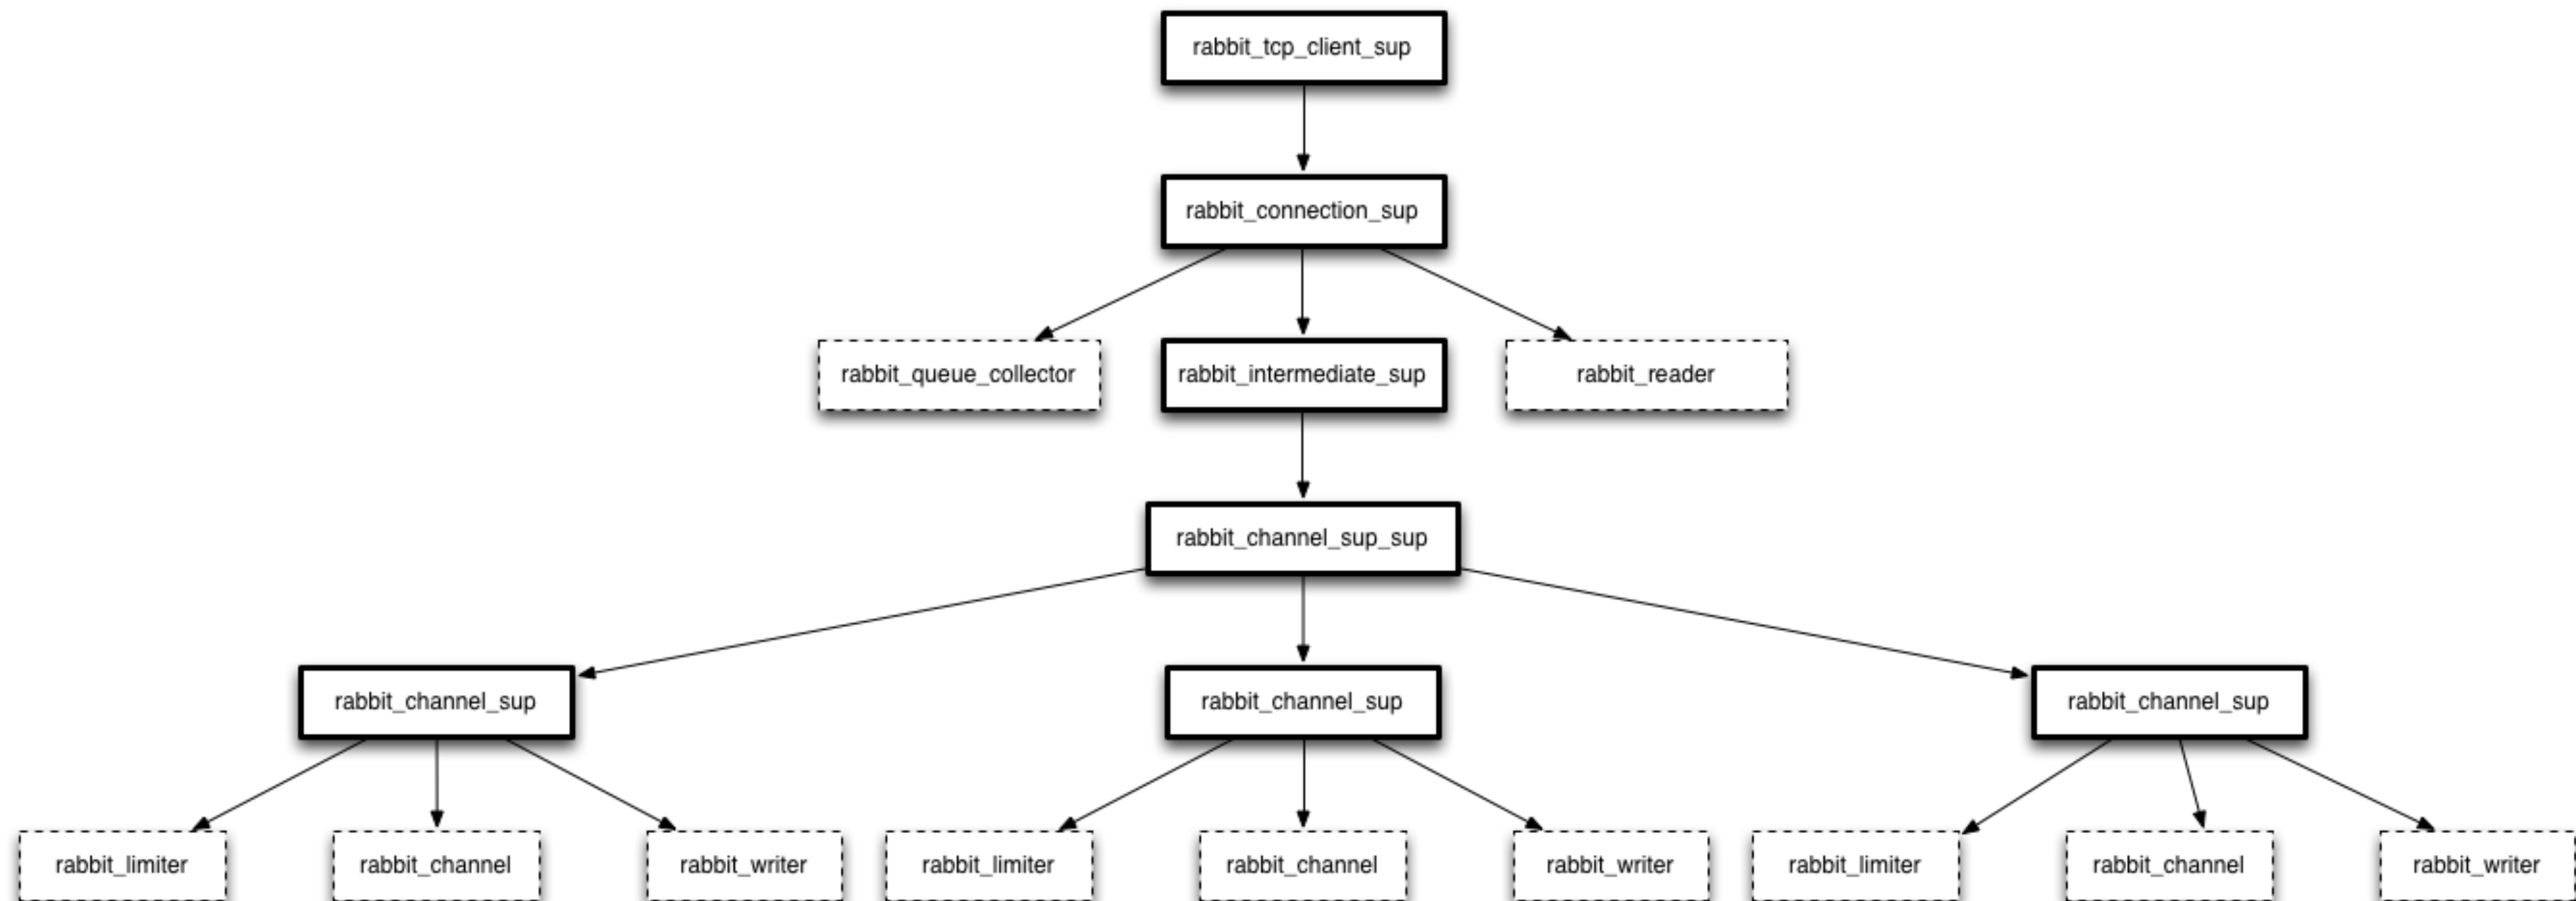 rabbit_tcp_client_sup
rabbit_connection_sup
rabbit_queue_collector
rabbit_intermediate_sup
rabbit_reader
rabbit_channel_sup_sup
rabbit_channel_sup
rabbit_channel_sup
rabbit_channel_sup
rabbit_limiter
rabbit_channel
rabbit_writer
rabbit_limiter
rabbit_channel
rabbit_writer
rabbit_limiter
rabbit_channel
rabbit_writer